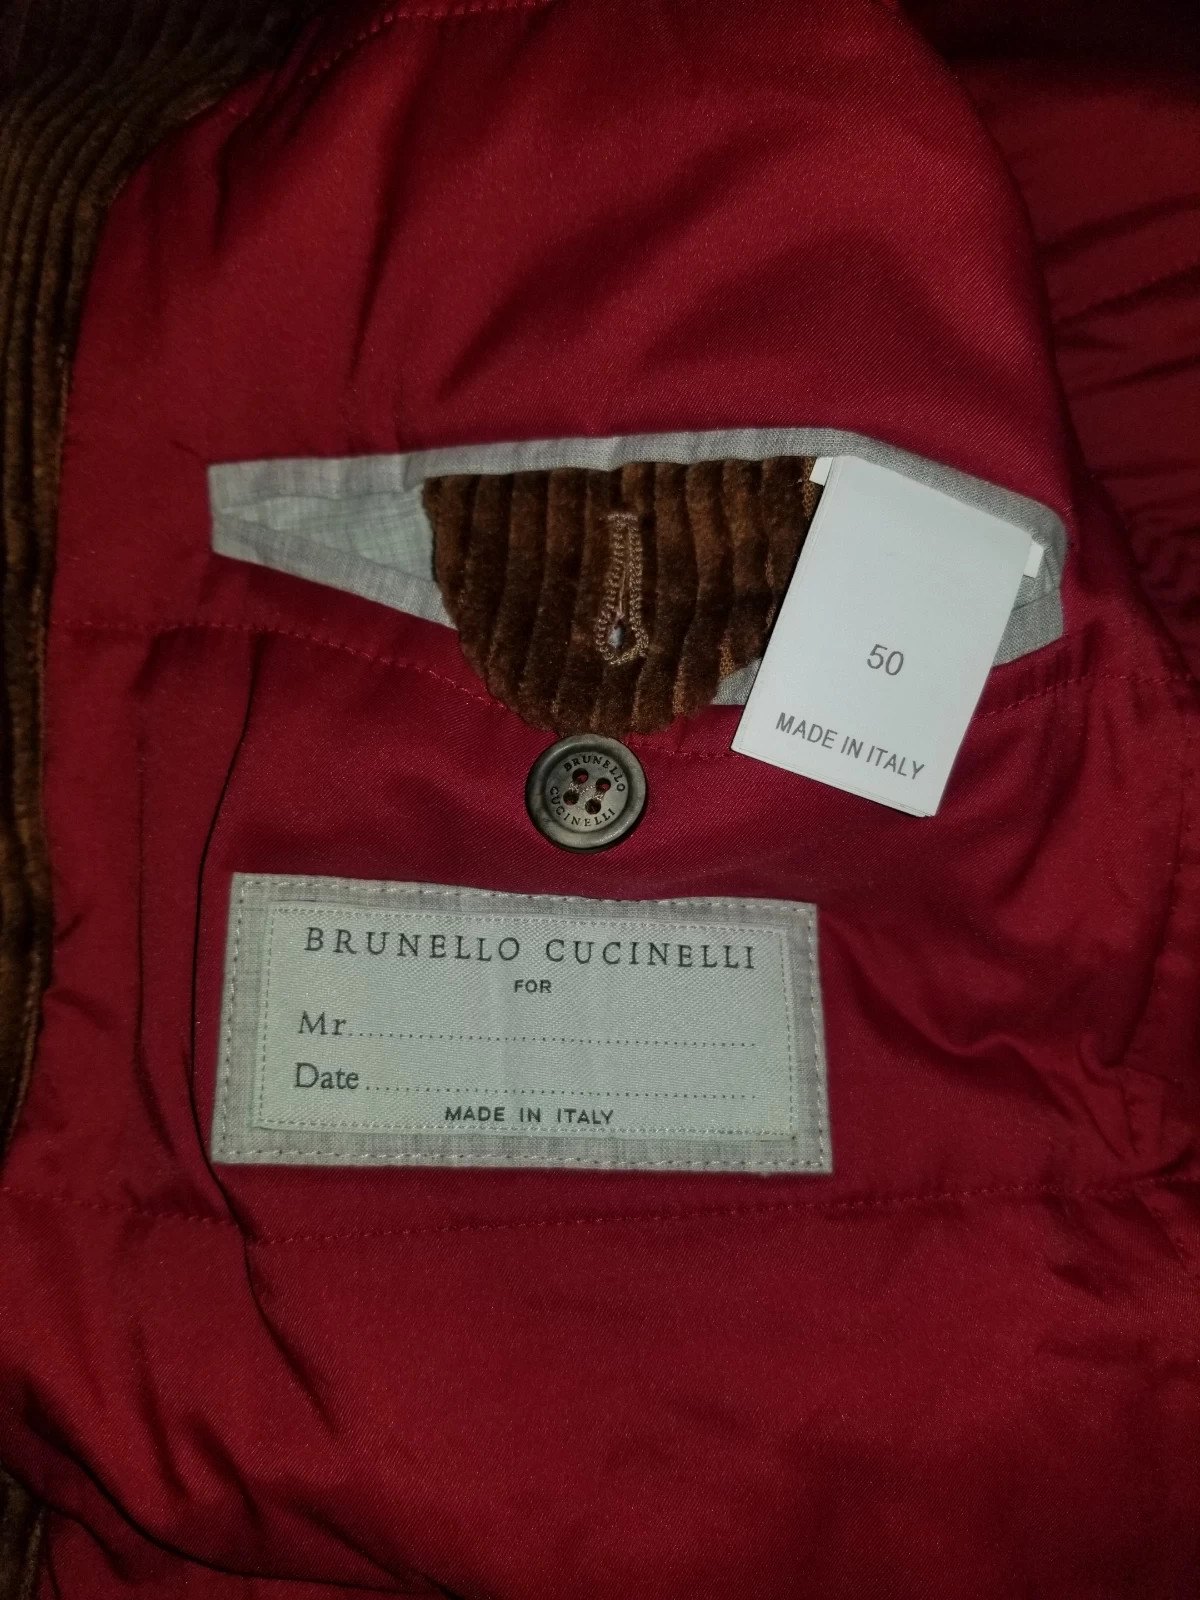 50
MADE IN ITALY
BRUNELLO
CUCINELLI
BRUNELLO CUCINELLI
FOR
Mr....................................................
Date..................................................
MADE IN ITALY